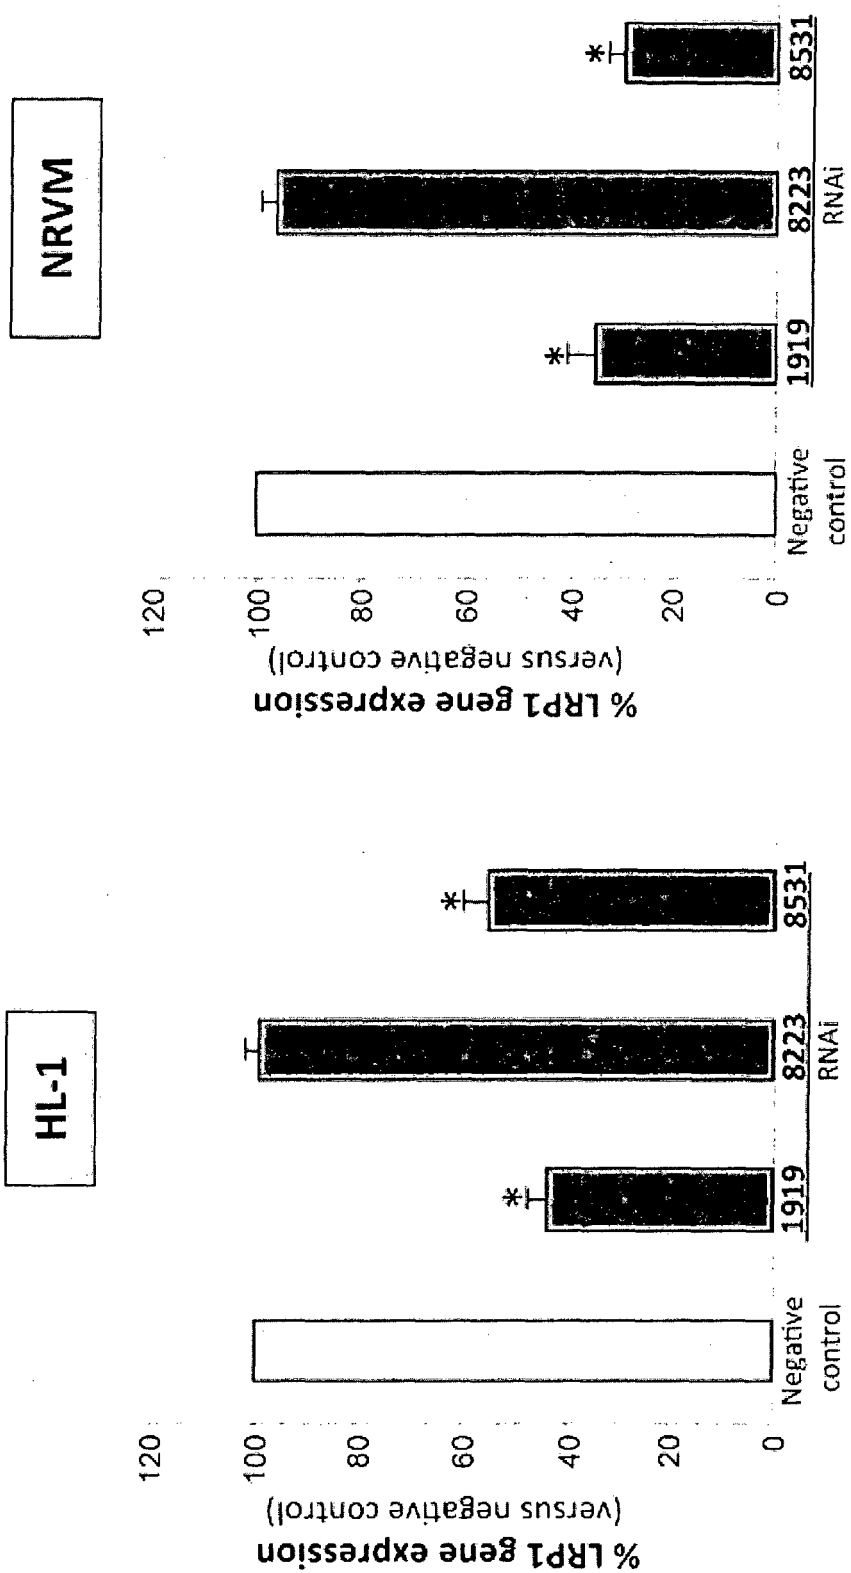 HL-1
% LRP1 gene expression
(versus negative control)
120
100
80
60
40
20
0
*
*
Negative
control
1919
8223
8531
RNAi
NRVM
% LRP1 gene expression
(versus negative control)
120
100
80
60
40
20
0
*
*
Negative
control
1919
8223
8531
RNAi